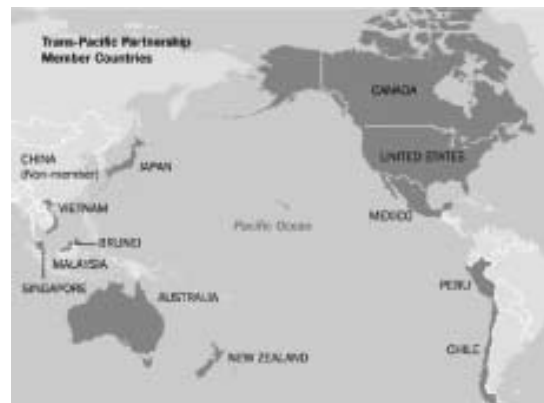 Trans-Pacific Partnership
Member Countries
CANADA
UNITED STATES
CHINA
(Non-member)
JAPAN
VIETNAM
MEXICO
Pacific Ocean
BRUNEI
MALAYSIA
SINGAPORE
PERU
AUSTRALIA
CHILE
NEW ZEALAND